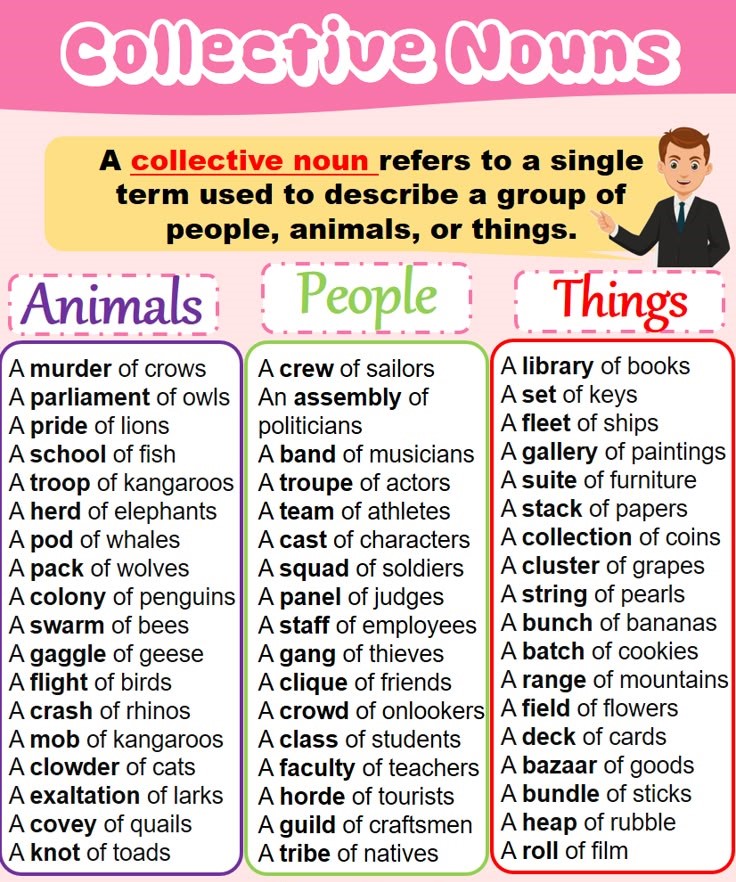 Collective Nouns
A collective noun refers to a single
term used to describe a group of
people, animals, or things.
Animals
A murder of crows
A parliament of owls
A pride of lions
A school of fish
A troop of kangaroos
A herd of elephants
A pod of whales
A pack of wolves
A colony of penguins
A swarm of bees
A gaggle of geese
A flight of birds
A crash of rhinos
A mob of kangaroos
A clowder of cats
A exaltation of larks
A covey of quails
A knot of toads
People
A crew of sailors
An assembly of
politicians
A band of musicians
A troupe of actors
A team of athletes
A cast of characters
A squad of soldiers
A panel of judges
A staff of employees
A gang of thieves
A clique of friends
A crowd of onlookers
A class of students
A faculty of teachers
A horde of tourists
A guild of craftsmen
A tribe of natives
Things
A library of books
A set of keys
A fleet of ships
A gallery of paintings
A suite of furniture
A stack of papers
A collection of coins
A cluster of grapes
A string of pearls
A bunch of bananas
A batch of cookies
A range of mountains
A field of flowers
A deck of cards
A bazaar of goods
A bundle of sticks
A heap of rubble
A roll of film